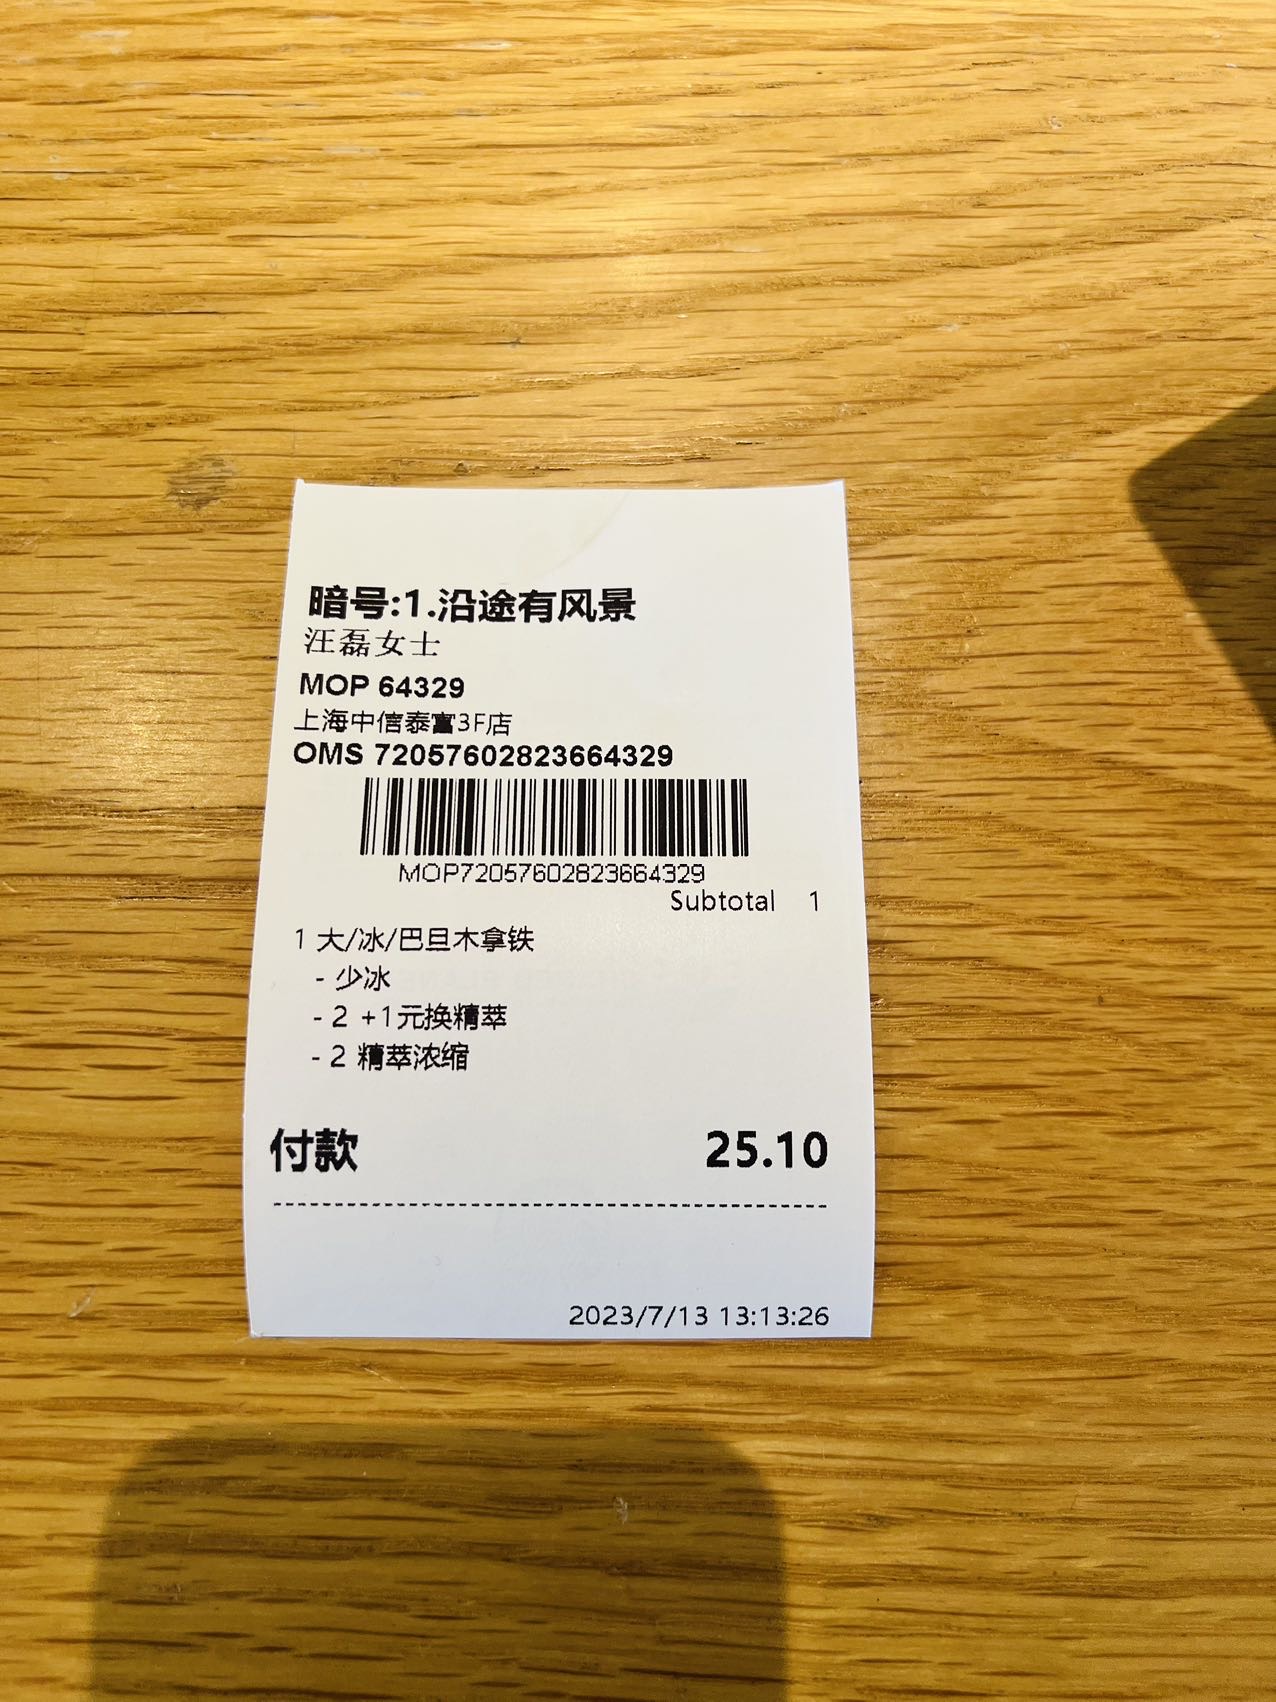 暗号:1.沿途有风景
汪磊女士
MOP 64329
上海中信泰富3F店
OMS 72057602823664329
MOP72057602823664329
Subtotal 1
1 大/冰/巴旦木拿铁
- 少冰
- 2 +1元换精萃
- 2 精萃浓缩
付款 25.10
2023/7/13 13:13:26